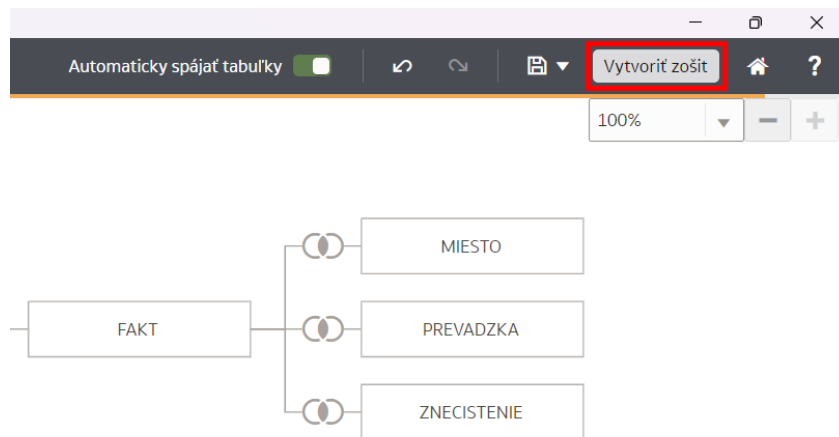 Automaticky spájať tabuľky
Vytvoriť zošit
?
100%
MIESTO
FAKT
PREVADZKA
ZNECISTENIE